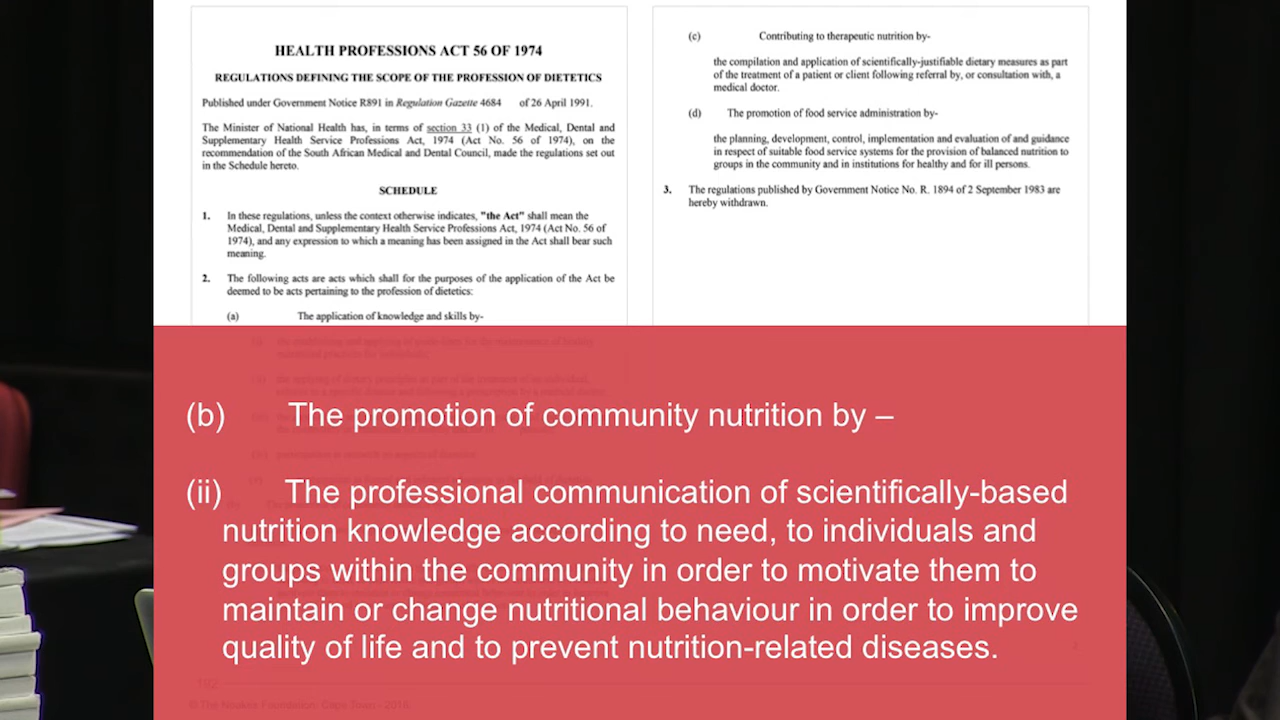 HEALTH PROFESSIONS ACT 56 OF 1974
REGULATIONS DEFINING THE SCOPE OF THE PROFESSION OF DIETETICS
Published under Government Notice R891 in Regulation Gazette 4684 of 26 April 1991.
The Minister of National Health has, in terms of section 33 (1) of the Medical, Dental and
Supplementary Health Service Professions Act, 1974 (Act No. 56 of 1974), on the
recommendation of the South African Medical and Dental Council, made the regulations set out
in the Schedule hereto.
SCHEDULE
1. In these regulations, unless the context otherwise indicates, "the Act" shall mean the
Medical, Dental and Supplementary Health Service Professions Act, 1974 (Act No. 56 of
1974), and any expression to which a meaning has been assigned in the Act shall bear such
meaning.
2. The following acts are acts which shall for the purposes of the application of the Act be
deemed to be acts pertaining to the profession of dietetics:
(a) The application of knowledge and skills by-
(c) Contributing to therapeutic nutrition by-
the compilation and application of scientifically-justifiable dietary measures as part
of the treatment of a patient or client following referral by, or consultation with, a
medical doctor.
(d) The promotion of food service administration by-
the planning, development, control, implementation and evaluation of and guidance
in respect of suitable food service systems for the provision of balanced nutrition to
groups in the community and in institutions for healthy and for ill persons.
3. The regulations published by Government Notice No. R. 1894 of 2 September 1983 are
hereby withdrawn.
(b) The promotion of community nutrition by –
(ii) The professional communication of scientifically-based
nutrition knowledge according to need, to individuals and
groups within the community in order to motivate them to
maintain or change nutritional behaviour in order to improve
quality of life and to prevent nutrition-related diseases.
102
© The Noakes Foundation Cape Town - 2016.